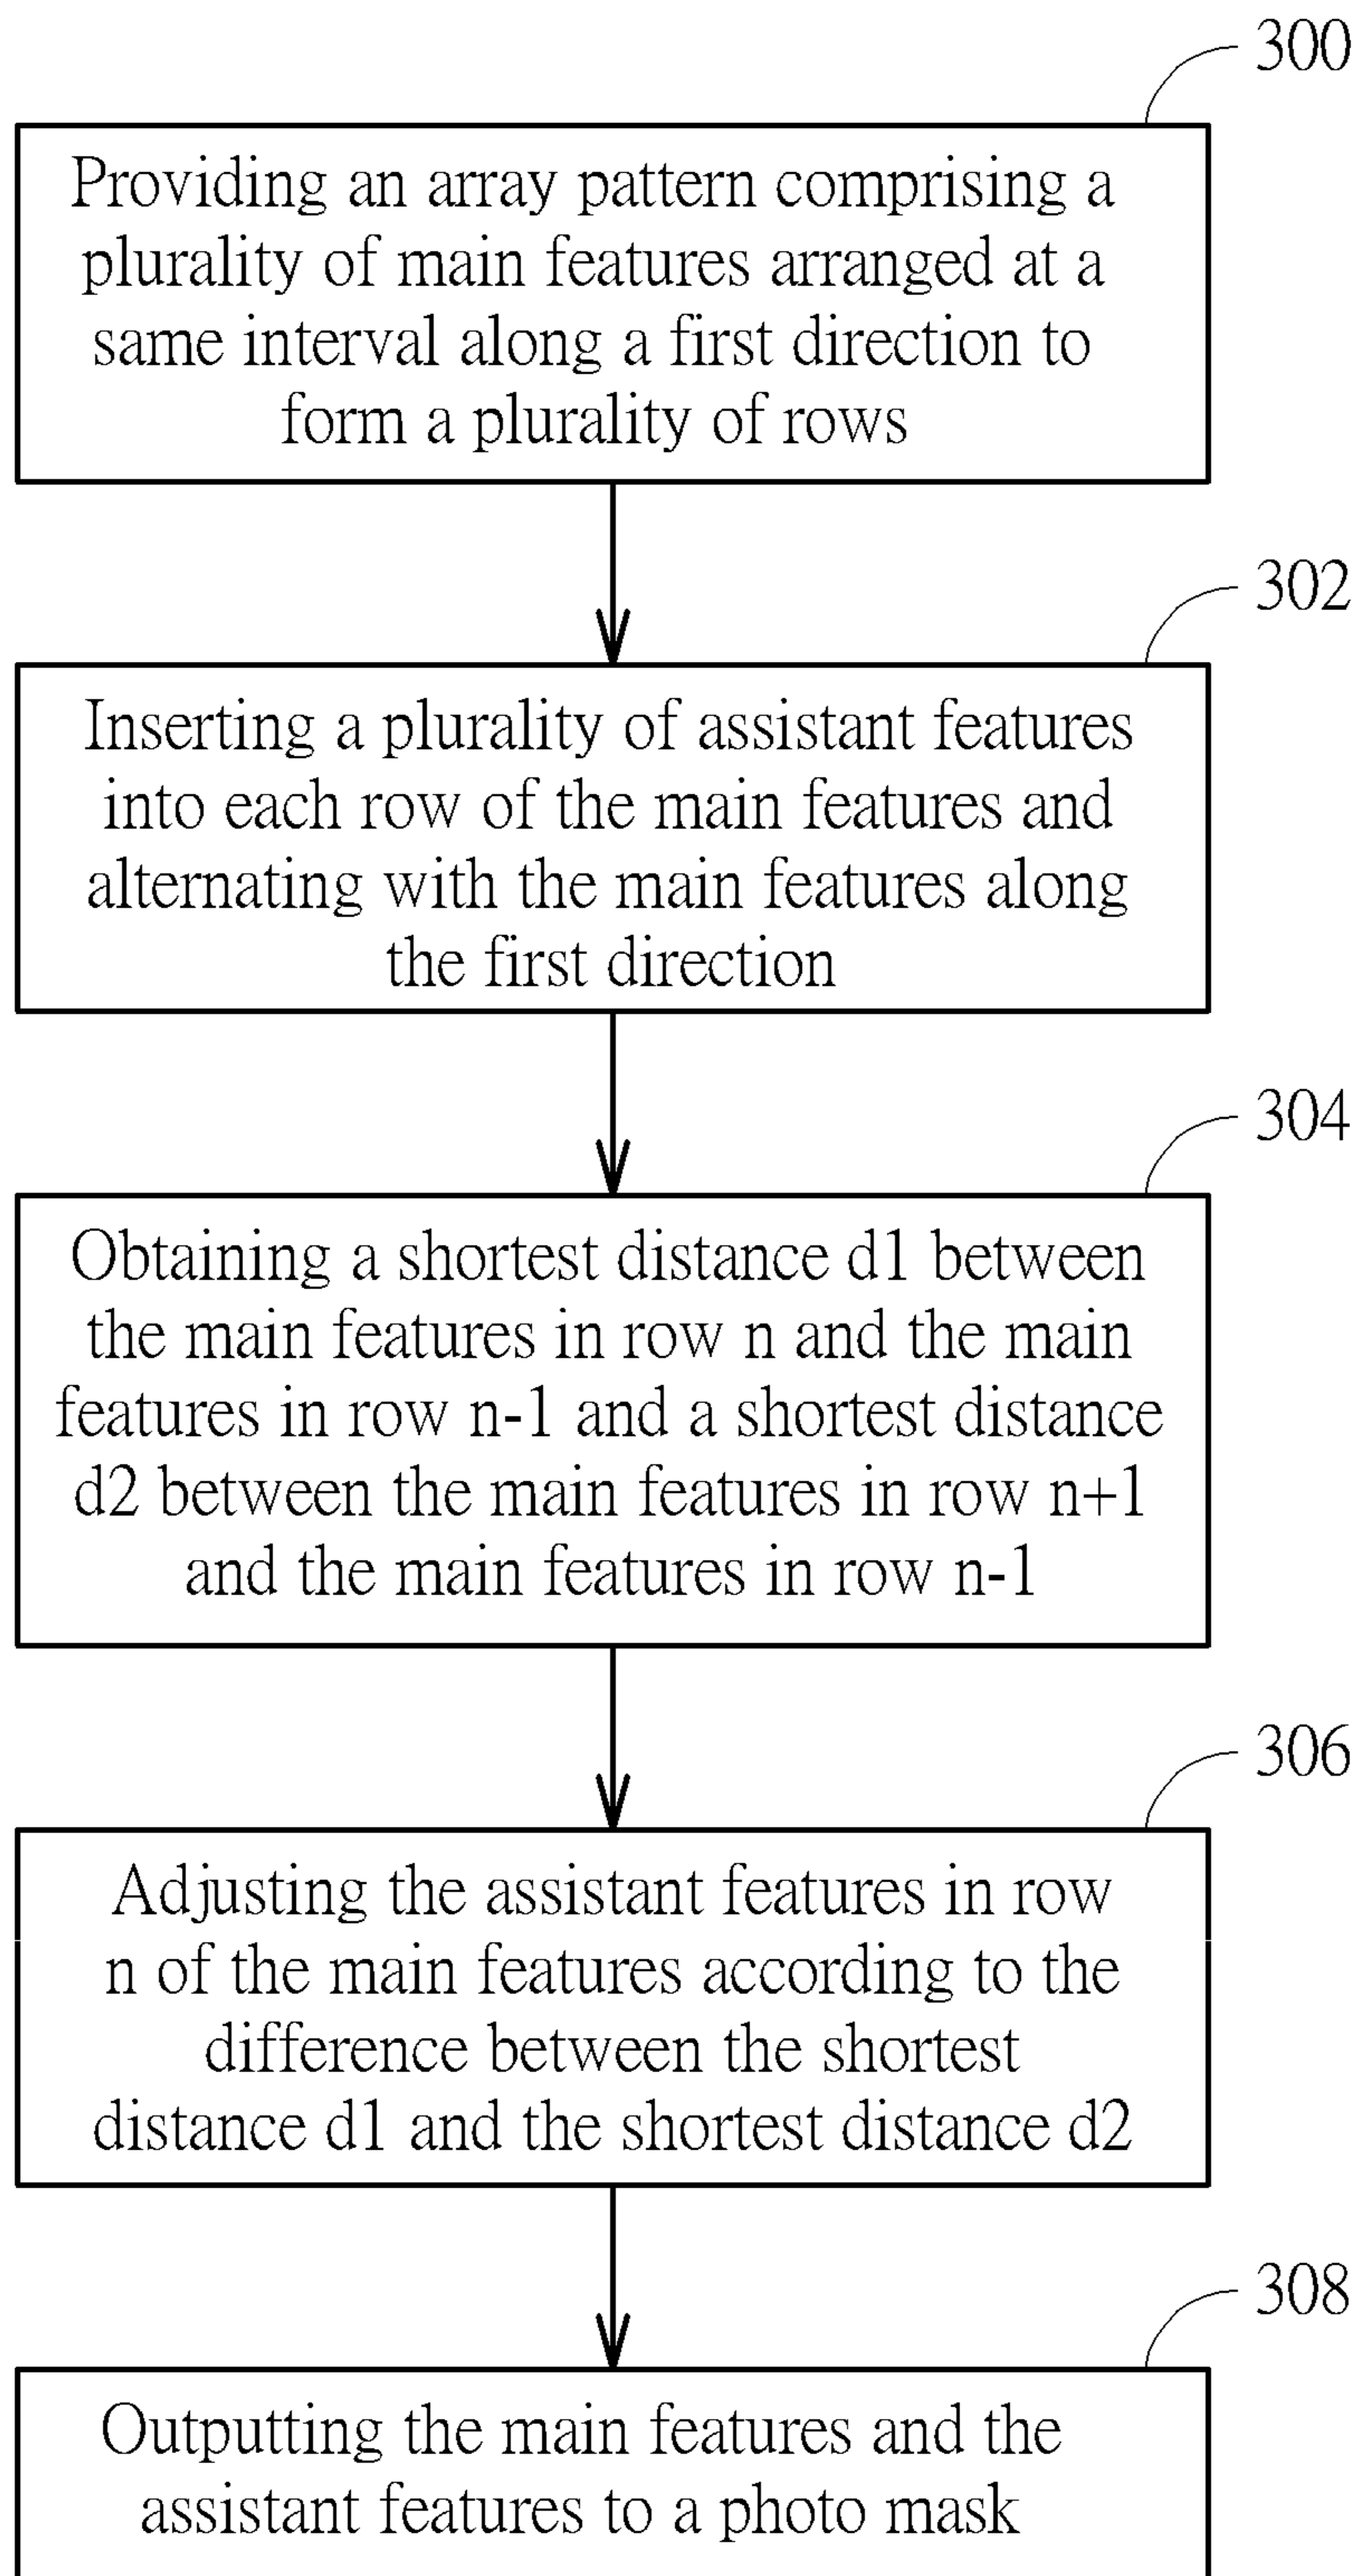 300
Providing an array pattern comprising a
plurality of main features arranged at a
same interval along a first direction to
form a plurality of rows
302
Inserting a plurality of assistant features
into each row of the main features and
alternating with the main features along
the first direction
304
Obtaining a shortest distance d1 between
the main features in row n and the main
features in row n-1 and a shortest distance
d2 between the main features in row n+1
and the main features in row n-1
306
Adjusting the assistant features in row
n of the main features according to the
difference between the shortest
distance d1 and the shortest distance d2
308
Outputting the main features and the
assistant features to a photo mask